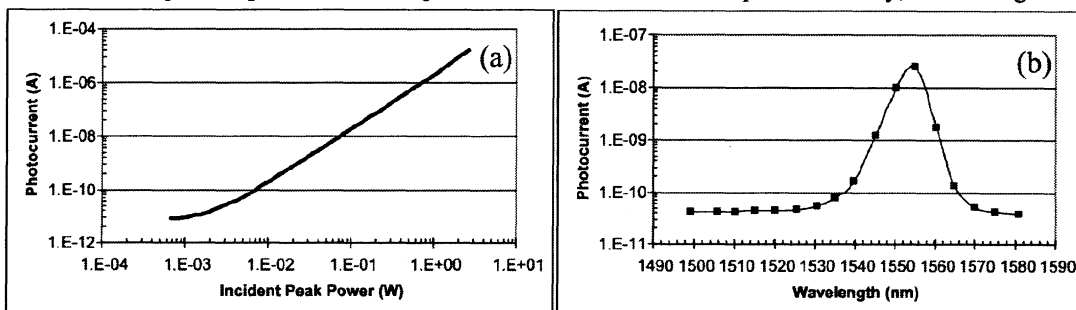 1.E-04
1.E-06
1.E-08
1.E-10
1.E-12
Photocurrent (A)
(a)
1.E-04 1.E-03 1.E-02 1.E-01 1.E+00 1.E+01
Incident Peak Power (W)
1.E-07
1.E-08
1.E-09
1.E-10
1.E-11
Photocurrent (A)
(b)
1490 1500 1510 1520 1530 1540 1550 1560 1570 1580 1590
Wavelength (nm)